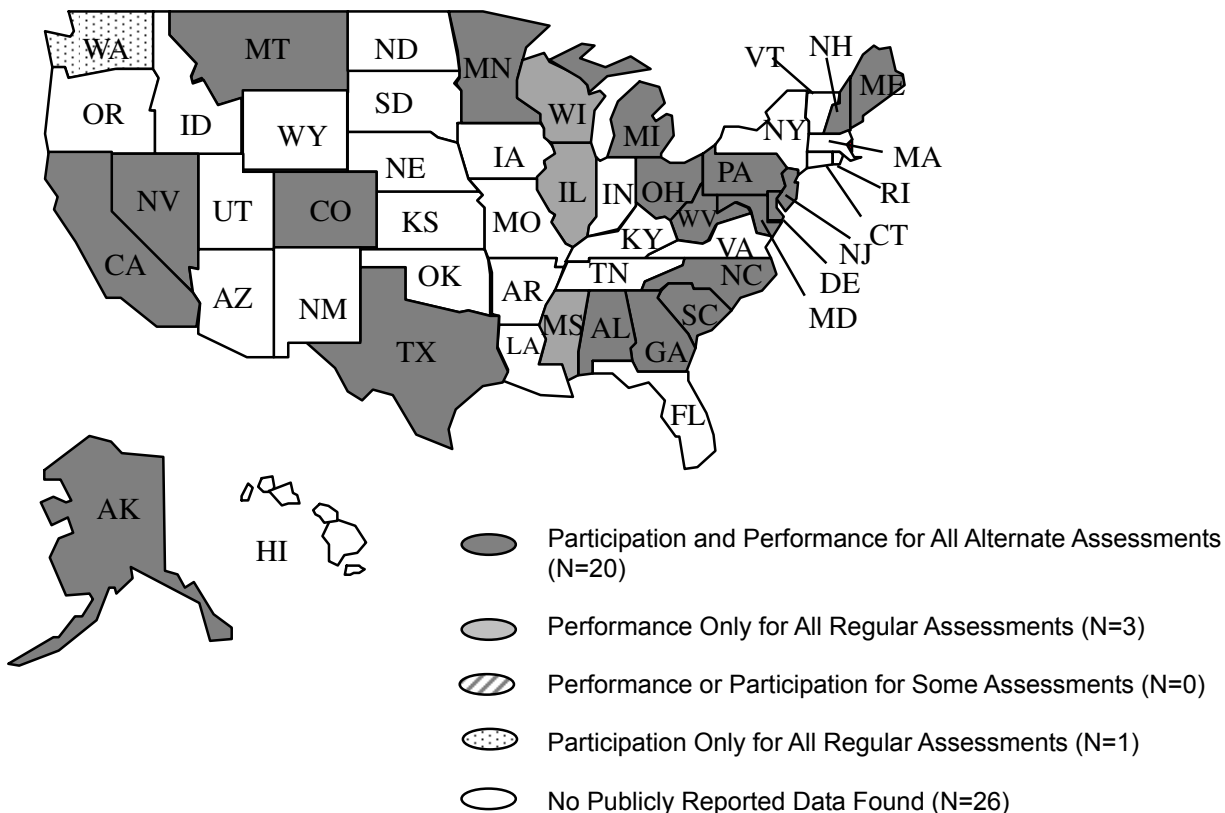 WA
MT
ND
MN
VT
NH
ME
OR
ID
SD
WI
WY
MI
NY
MA
NE
IA
PA
RI
NV
UT
CO
IL
IN
OH
WV
CT
KS
MO
KY
VA
NJ
CA
DE
OK
TN
NC
AZ
NM
AR
SC
MD
TX
LA
MS
AL
GA
FL
AK
HI
Participation and Performance for All Alternate Assessments
(N=20)
Performance Only for All Regular Assessments (N=3)
Performance or Participation for Some Assessments (N=0)
Participation Only for All Regular Assessments (N=1)
No Publicly Reported Data Found (N=26)